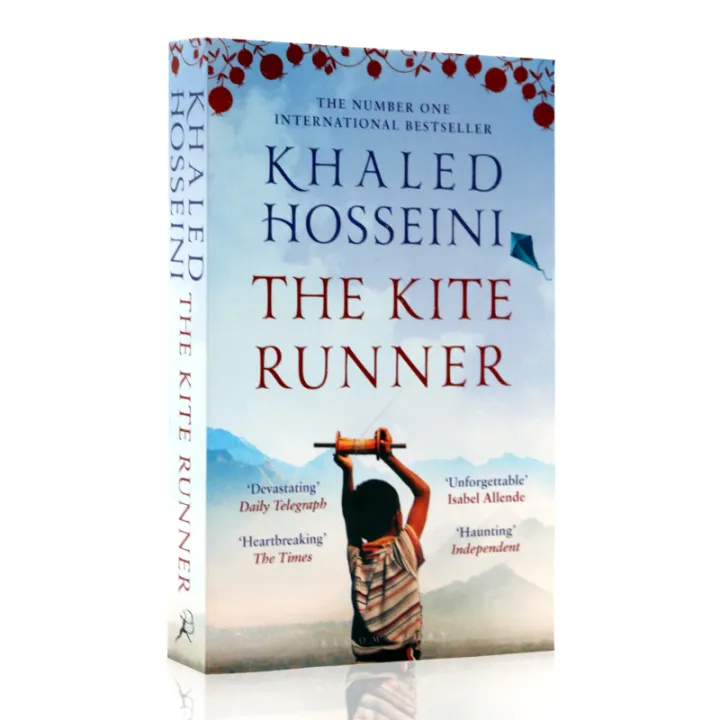 KHALED
HOSSEINI
THE KITE RUNNER
THE NUMBER ONE
INTERNATIONAL BESTSELLER
KHALED
HOSSEINI
THE KITE
RUNNER
'Devastating'
Daily Telegraph
'Unforgettable'
Isabel Allende
'Heartbreaking'
The Times
'Haunting'
Independent
BLOOMSBURY